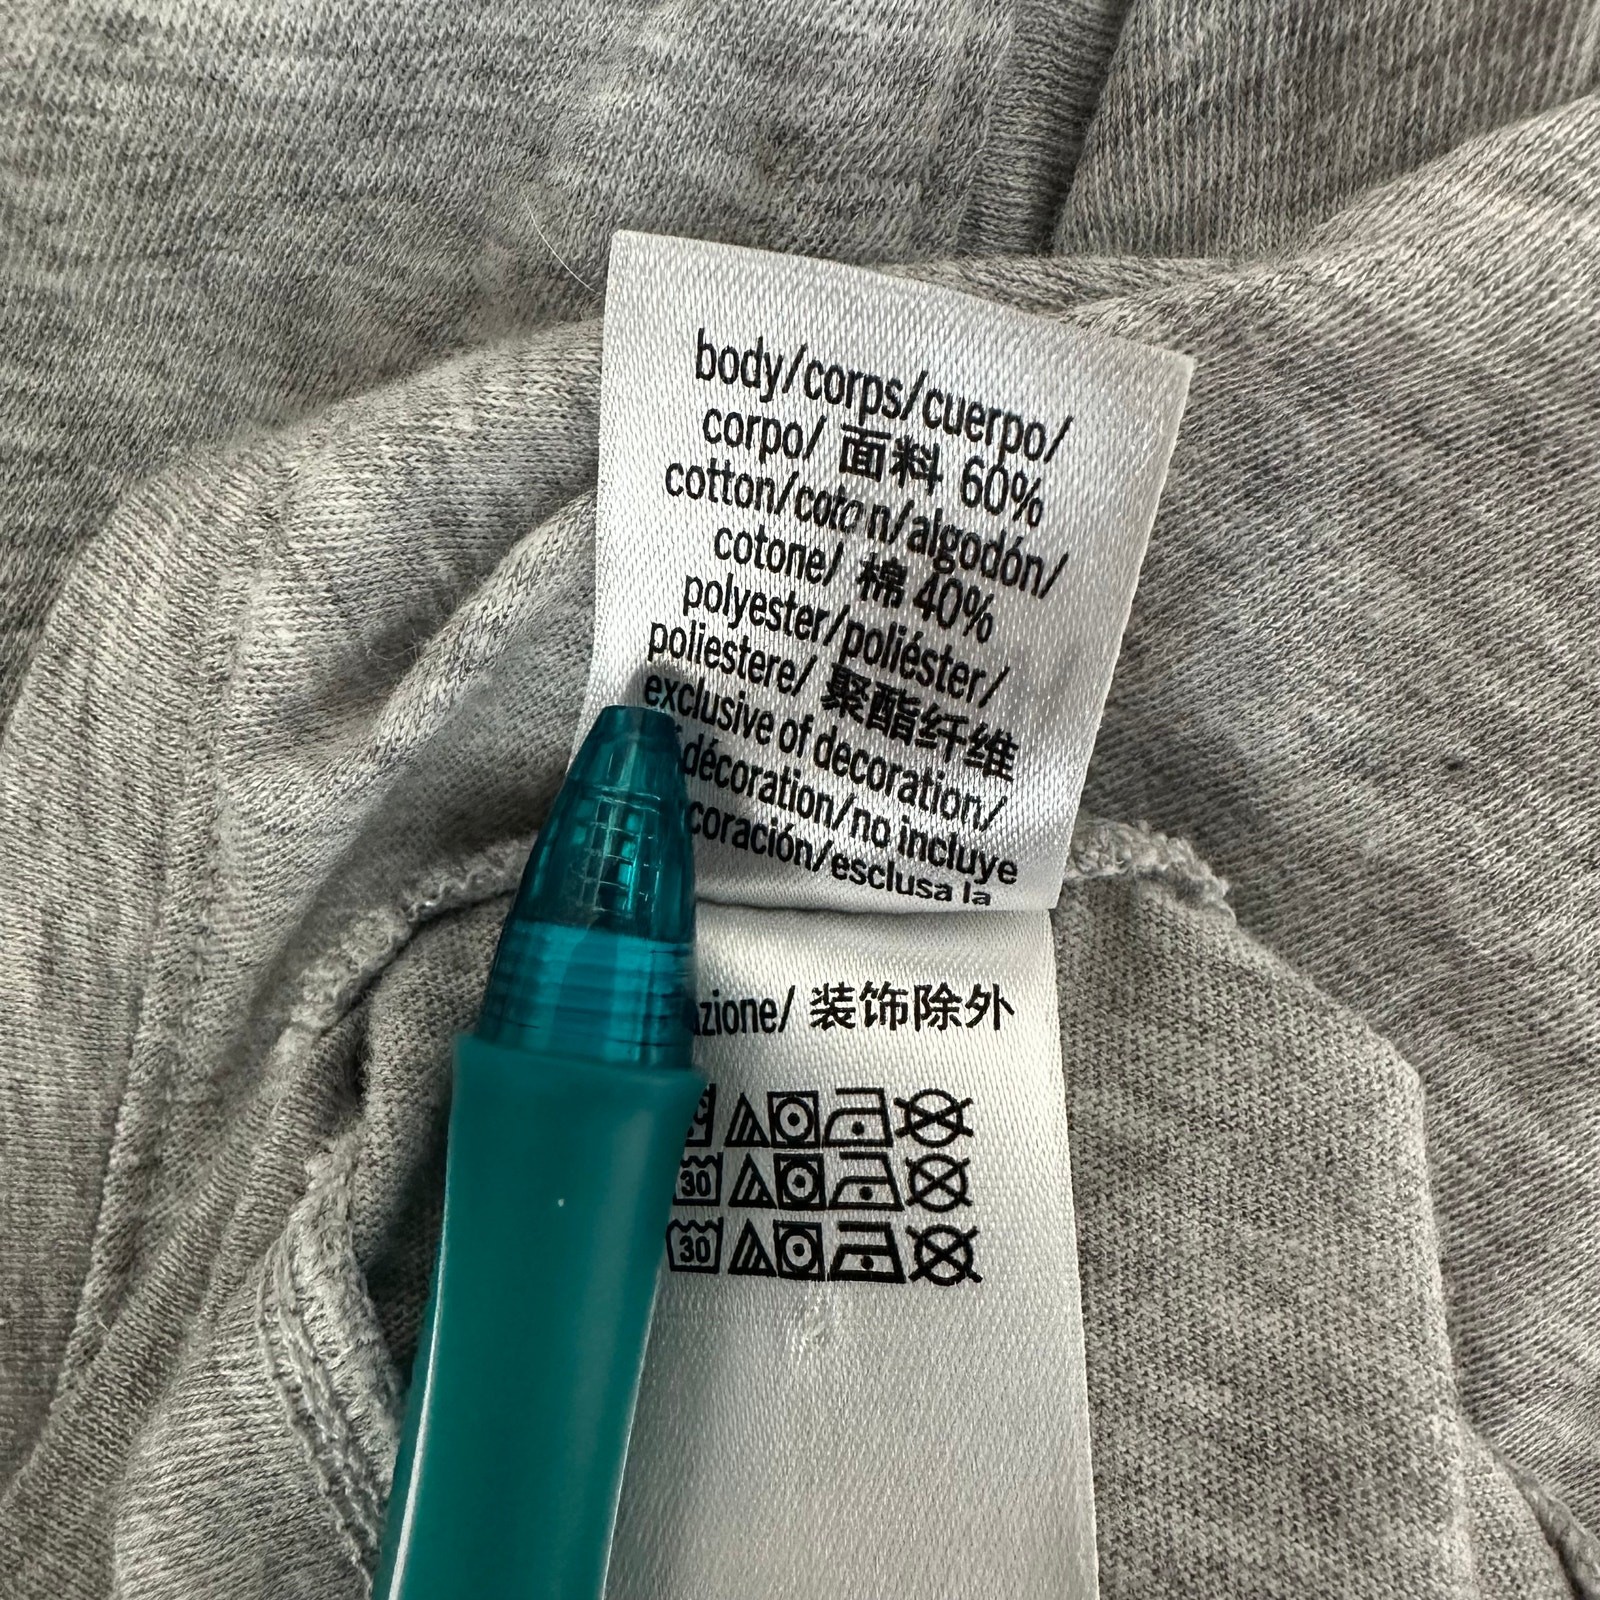 body/corps/cuerpo/
corpo/ 面料 60%
cotton/coton/algodón/
cotone/ 棉 40%
polyester/poliéster/
poliestere/ 聚酯纤维
exclusive of decoration/
décoration/no incluye
coración/esclusa la
azione/ 装饰除外
30
30